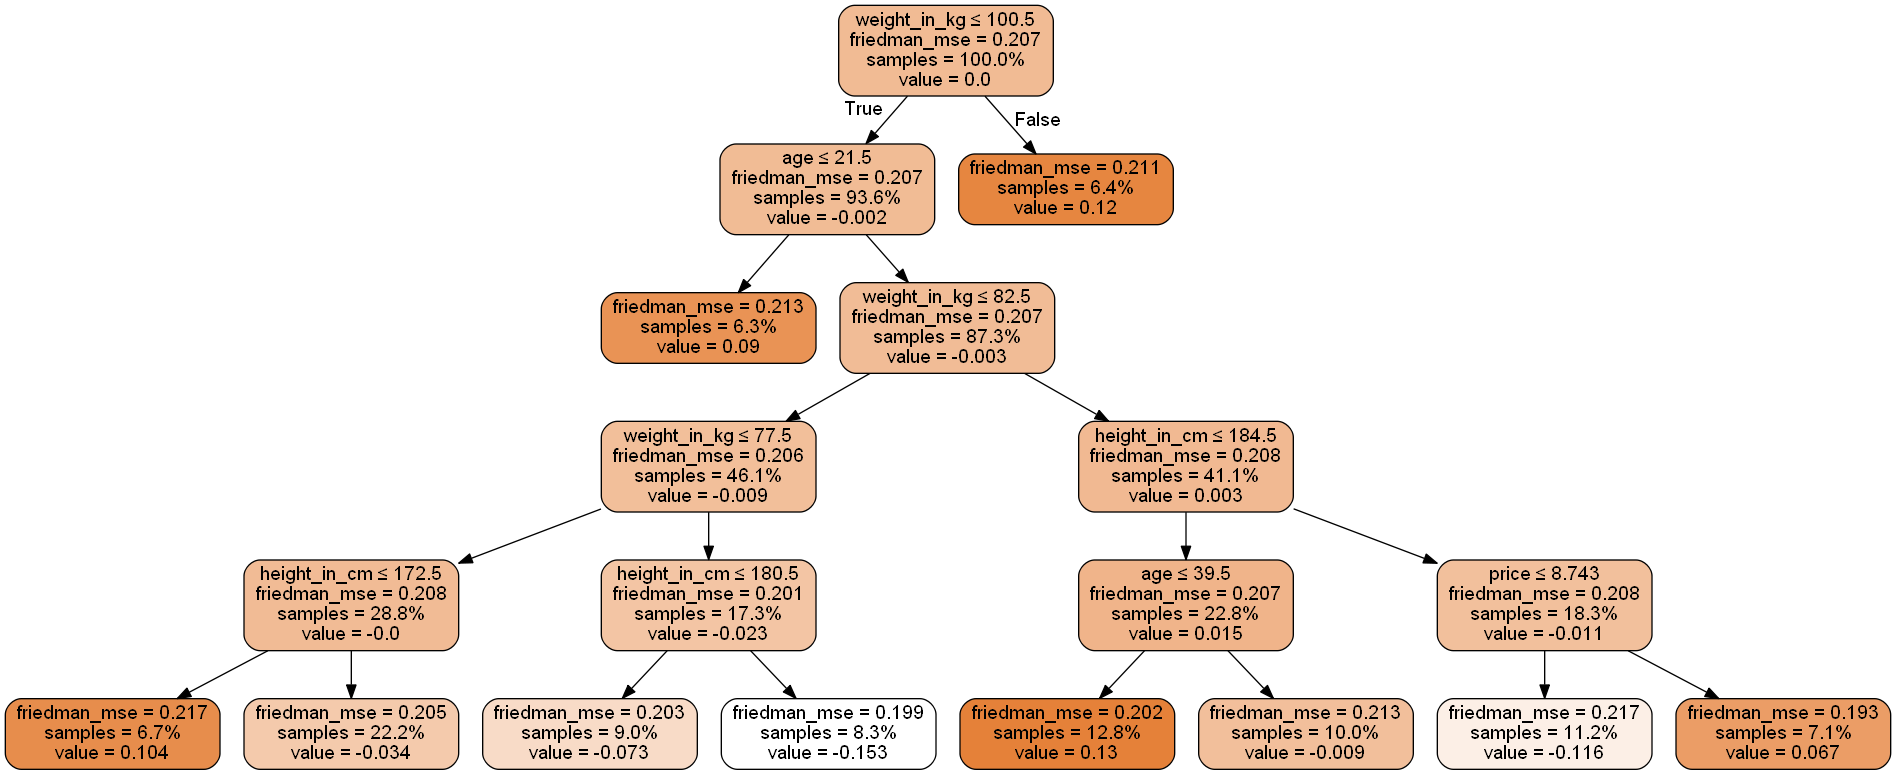 weight_in_kg ≤ 100.5
friedman_mse = 0.207
samples = 100.0%
value = 0.0
True
False
age ≤ 21.5
friedman_mse = 0.207
samples = 93.6%
value = -0.002
friedman_mse = 0.211
samples = 6.4%
value = 0.12
friedman_mse = 0.213
samples = 6.3%
value = 0.09
weight_in_kg ≤ 82.5
friedman_mse = 0.207
samples = 87.3%
value = -0.003
weight_in_kg ≤ 77.5
friedman_mse = 0.206
samples = 46.1%
value = -0.009
height_in_cm ≤ 184.5
friedman_mse = 0.208
samples = 41.1%
value = 0.003
height_in_cm ≤ 172.5
friedman_mse = 0.208
samples = 28.8%
value = -0.0
height_in_cm ≤ 180.5
friedman_mse = 0.201
samples = 17.3%
value = -0.023
age ≤ 39.5
friedman_mse = 0.207
samples = 22.8%
value = 0.015
price ≤ 8.743
friedman_mse = 0.208
samples = 18.3%
value = -0.011
friedman_mse = 0.217
samples = 6.7%
value = 0.104
friedman_mse = 0.205
samples = 22.2%
value = -0.034
friedman_mse = 0.203
samples = 9.0%
value = -0.073
friedman_mse = 0.199
samples = 8.3%
value = -0.153
friedman_mse = 0.202
samples = 12.8%
value = 0.13
friedman_mse = 0.213
samples = 10.0%
value = -0.009
friedman_mse = 0.217
samples = 11.2%
value = -0.116
friedman_mse = 0.193
samples = 7.1%
value = 0.067